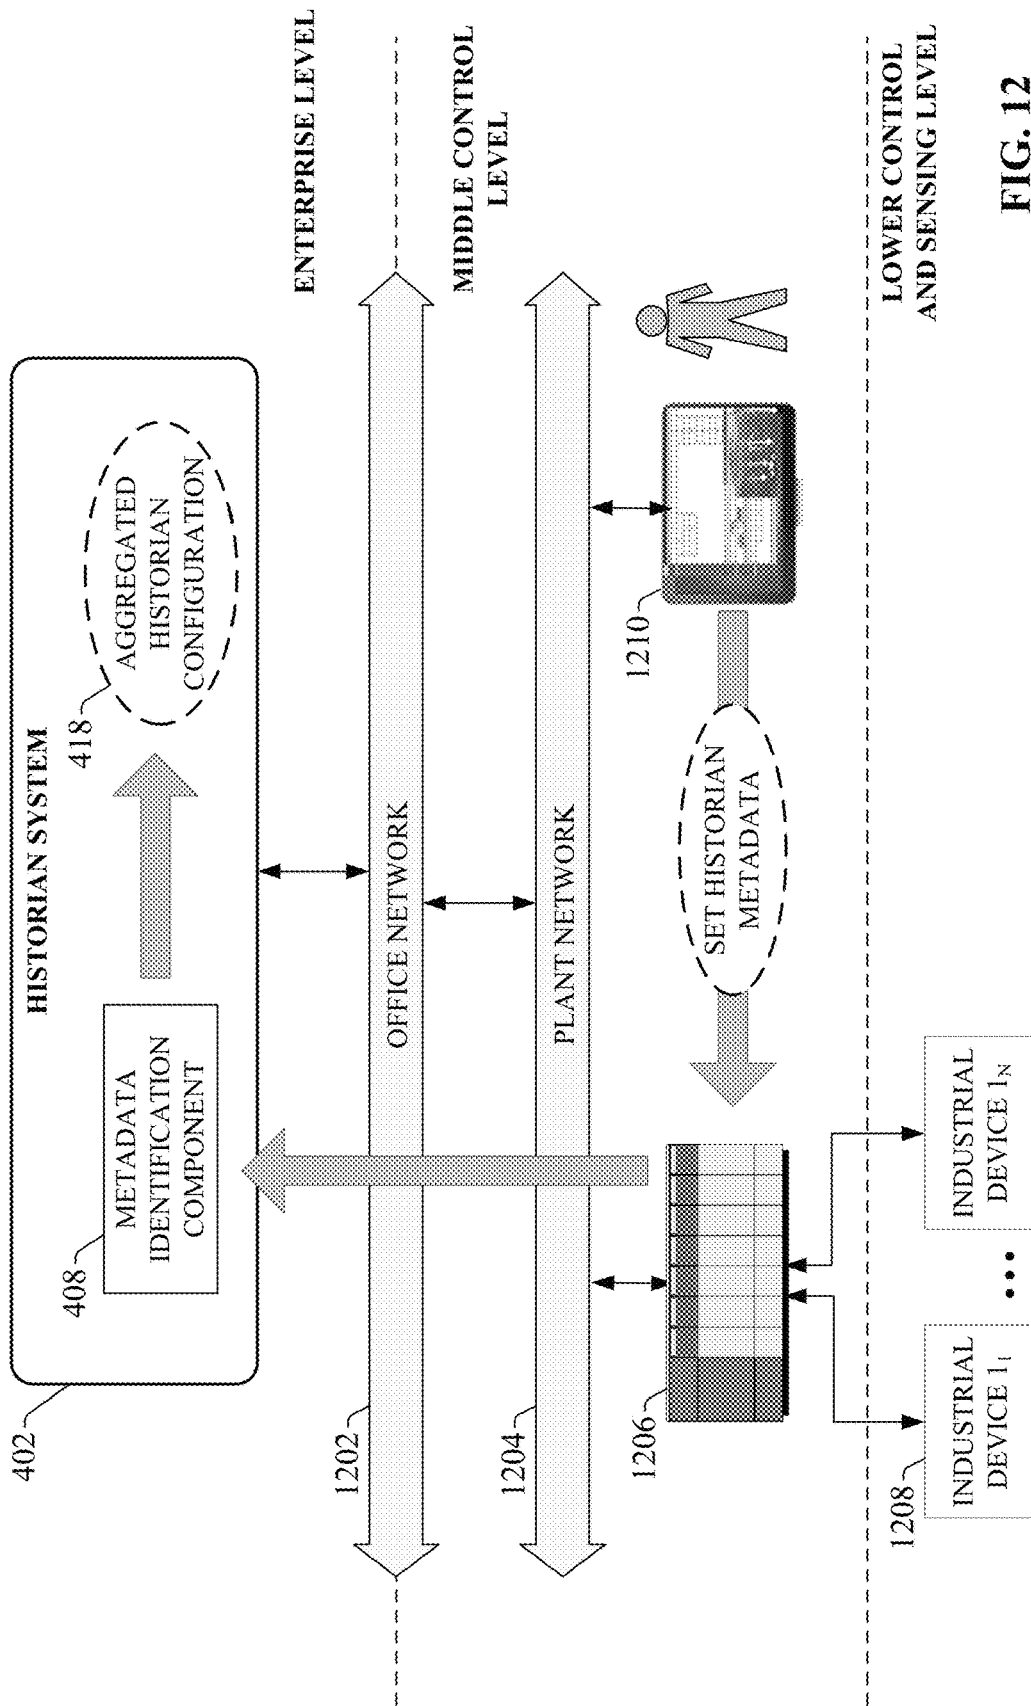 HISTORIAN SYSTEM
402
408
METADATA
IDENTIFICATION
COMPONENT
418
AGGREGATED
HISTORIAN
CONFIGURATION
ENTERPRISE LEVEL
1202
OFFICE NETWORK
MIDDLE CONTROL
LEVEL
1204
PLANT NETWORK
1206
SET HISTORIAN
METADATA
1210
LOWER CONTROL
AND SENSING LEVEL
1208
INDUSTRIAL
DEVICE 1₁
•••
INDUSTRIAL
DEVICE 1N
FIG. 12